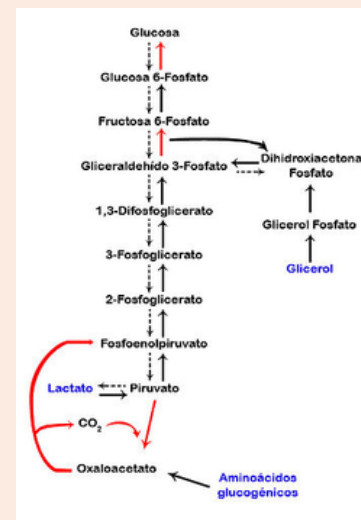 Glucosa
Glucosa 6-Fosfato
Fructosa 6-Fosfato
Gliceraldehído 3-Fosfato
Dihidroxiacetona
Fosfato
1,3-Difosfoglicerato
Glicerol Fosfato
3-Fosfoglicerato
Glicerol
2-Fosfoglicerato
Fosfoenolpiruvato
Lactato
Piruvato
CO₂
Oxaloacetato
Aminoácidos
glucogénicos